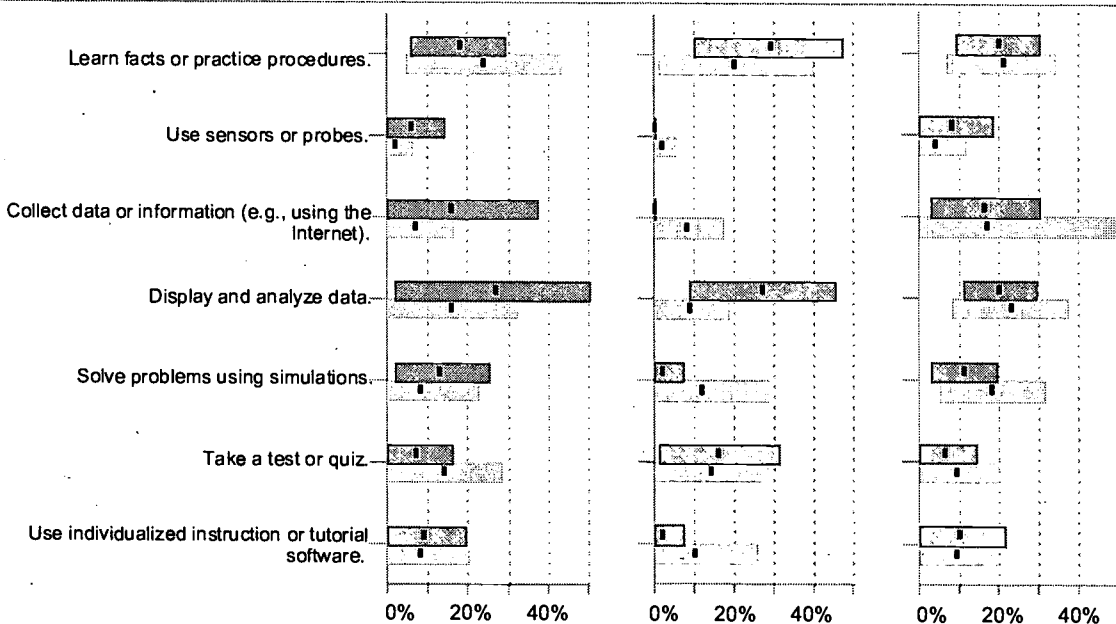 Learn facts or practice procedures.
Use sensors or probes.
Collect data or information (e.g., using the
Internet).
Display and analyze data.
Solve problems using simulations.
Take a test or quiz.
Use individualized instruction or tutorial
software.
0% 20% 40% 0% 20% 40% 0% 20% 40%